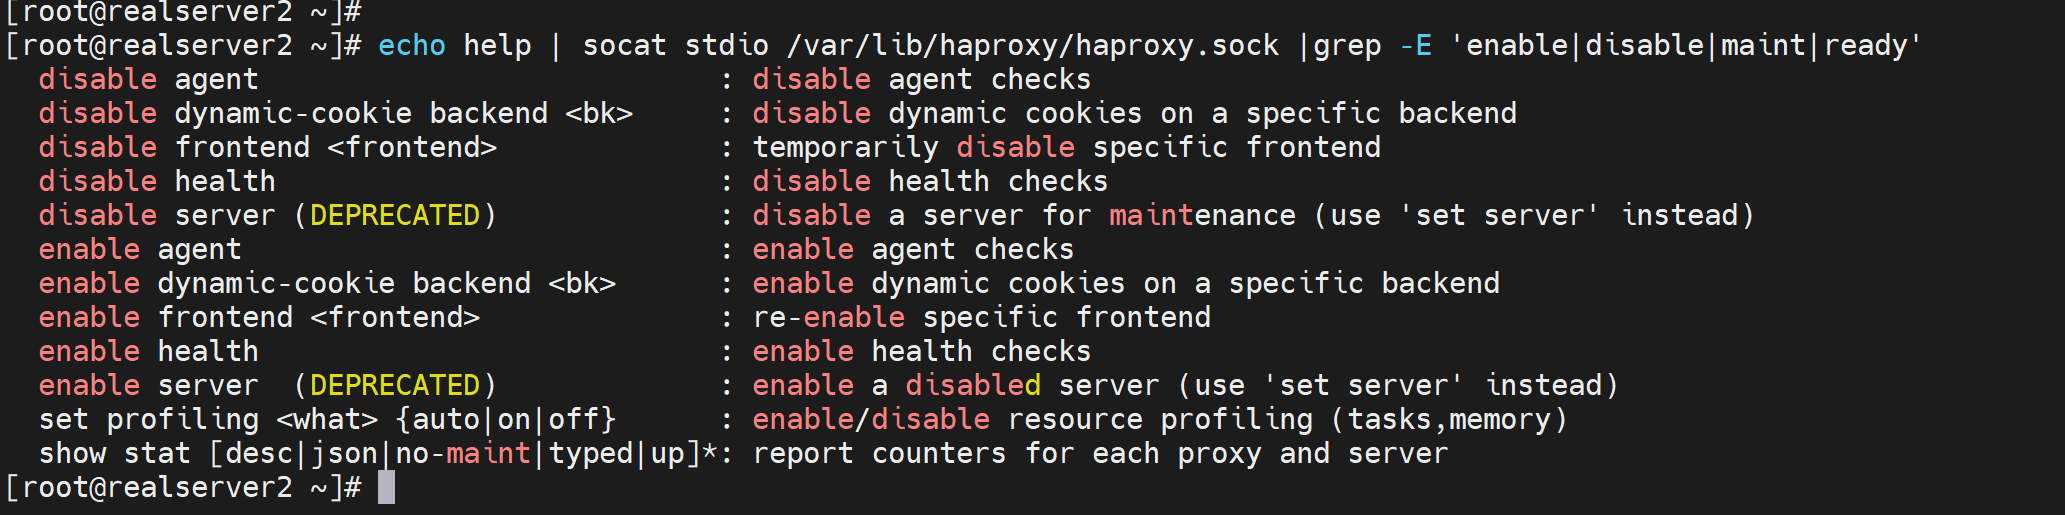 [root@realserver2 ~]#
[root@realserver2 ~]# echo help | socat stdio /var/lib/haproxy/haproxy.sock |grep -E 'enable|disable|maint|ready'
  disable agent                           : disable agent checks
  disable dynamic-cookie backend <bk>     : disable dynamic cookies on a specific backend
  disable frontend <frontend>             : temporarily disable specific frontend
  disable health                          : disable health checks
  disable server (DEPRECATED)             : disable a server for maintenance (use 'set server' instead)
  enable agent                            : enable agent checks
  enable dynamic-cookie backend <bk>      : enable dynamic cookies on a specific backend
  enable frontend <frontend>              : re-enable specific frontend
  enable health                           : enable health checks
  enable server  (DEPRECATED)             : enable a disabled server (use 'set server' instead)
  set profiling <what> {auto|on|off}      : enable/disable resource profiling (tasks,memory)
  show stat [desc|json|no-maint|typed|up]*: report counters for each proxy and server
[root@realserver2 ~]#